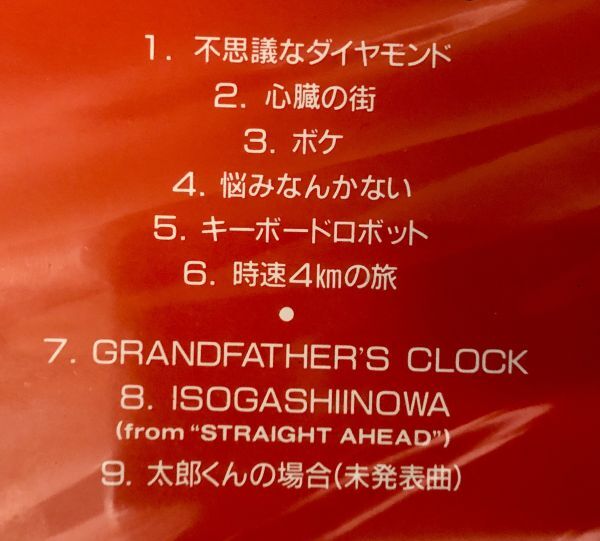 1. 不思議なダイヤモンド
2. 心臓の街
3. ボケ
4. 悩みなんかない
5. キーボードロボット
6. 時速4㎞の旅
●
7. GRANDFATHER'S CLOCK
8. ISOGASHIINOWA
(from "STRAIGHT AHEAD")
9. 太郎くんの場合(未発表曲)